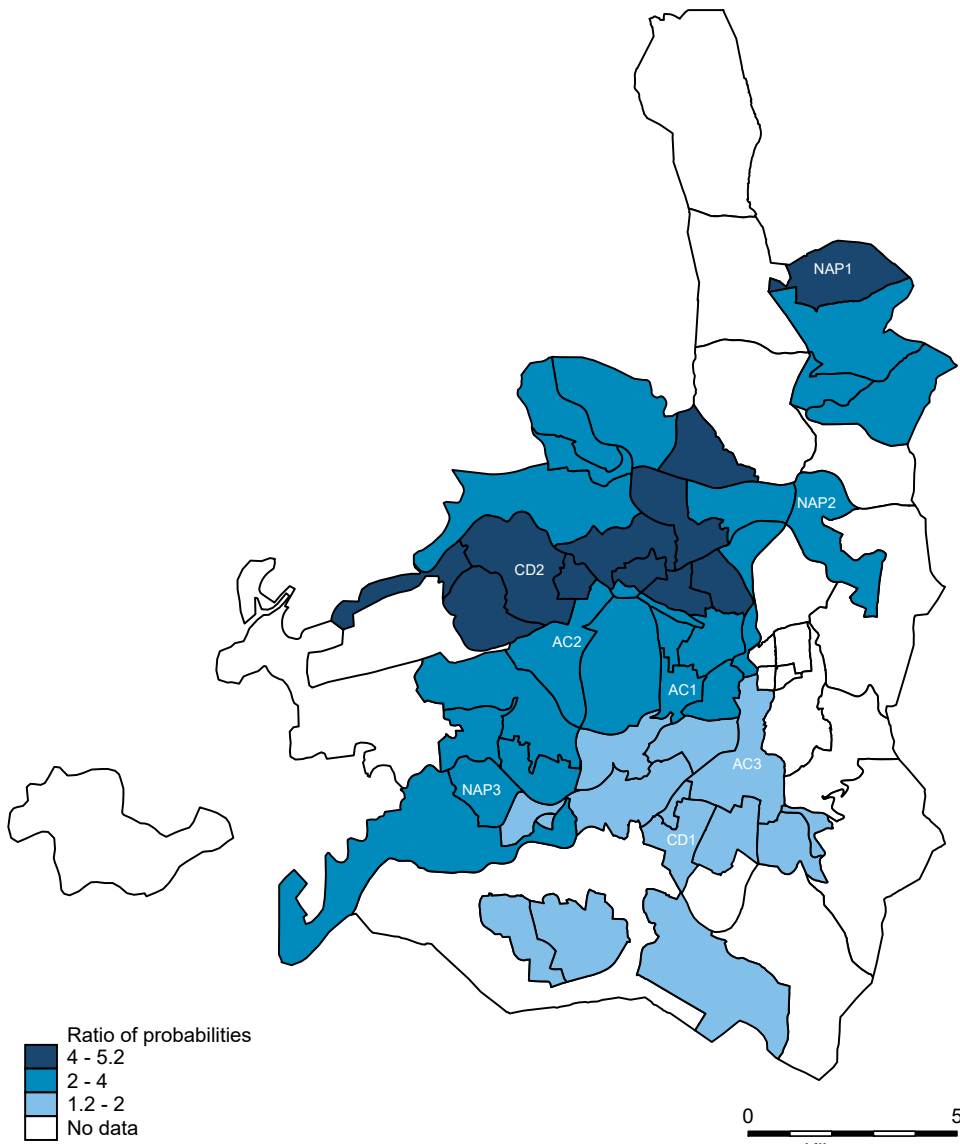 NAP1
NAP2
CD2
AC2
AC1
AC3
NAP3
CD1
Ratio of probabilities
4 - 5.2
2 - 4
1.2 - 2
No data
0 5